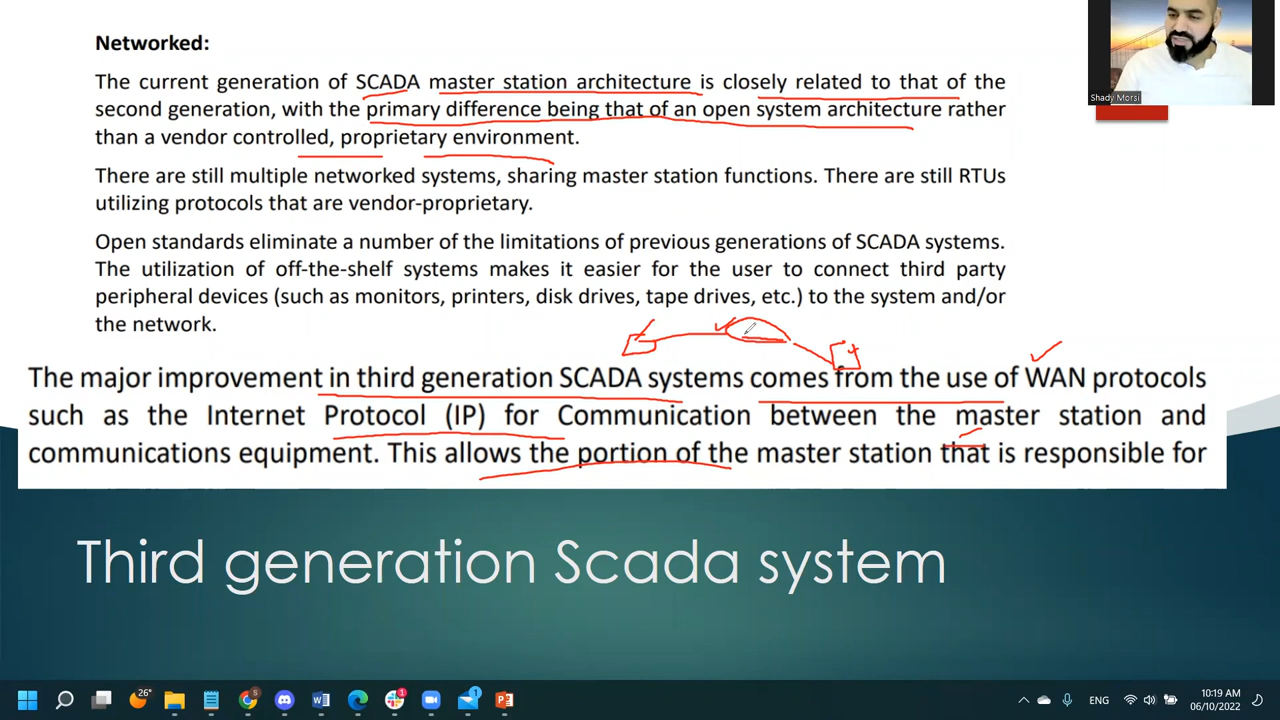 Networked:
The current generation of SCADA master station architecture is closely related to that of the
second generation, with the primary difference being that of an open system architecture rather
than a vendor controlled, proprietary environment.
There are still multiple networked systems, sharing master station functions. There are still RTUs
utilizing protocols that are vendor-proprietary.
Open standards eliminate a number of the limitations of previous generations of SCADA systems.
The utilization of off-the-shelf systems makes it easier for the user to connect third party
peripheral devices (such as monitors, printers, disk drives, tape drives, etc.) to the system and/or
the network.
The major improvement in third generation SCADA systems comes from the use of WAN protocols
such as the Internet Protocol (IP) for Communication between the master station and
communications equipment. This allows the portion of the master station that is responsible for
Third generation Scada system
Shady Morsi
26°
ENG
10:19 AM
06/10/2022